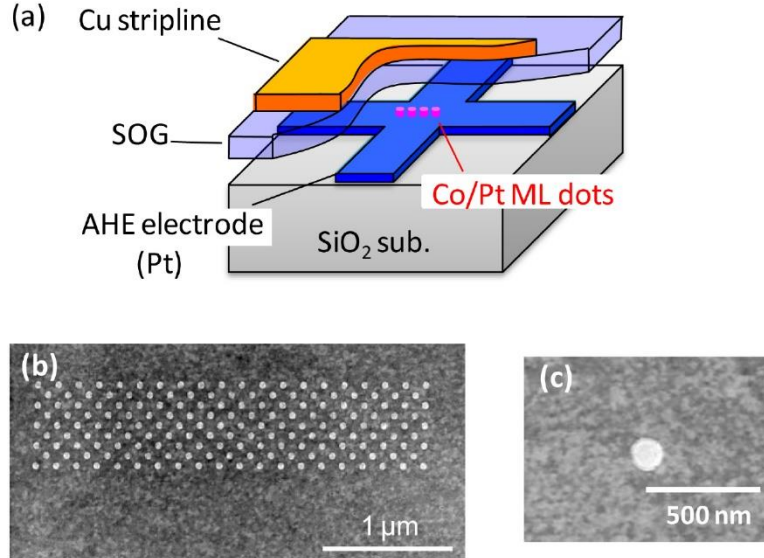 (a)
Cu stripline
SOG
AHE electrode
(Pt)
Co/Pt ML dots
SiO₂ sub.
(b)
1 μm
(c)
500 nm